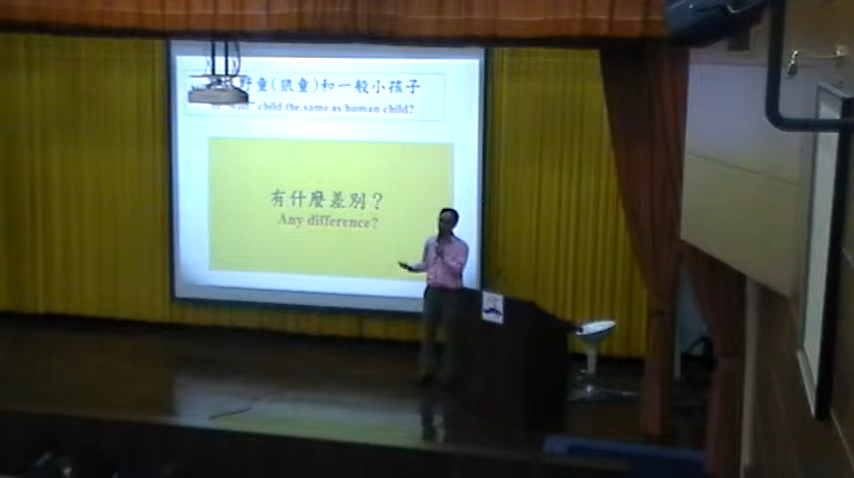 野童(狼童)和一般小孩子
child the same as human child?
有什麼差別？
Any difference?